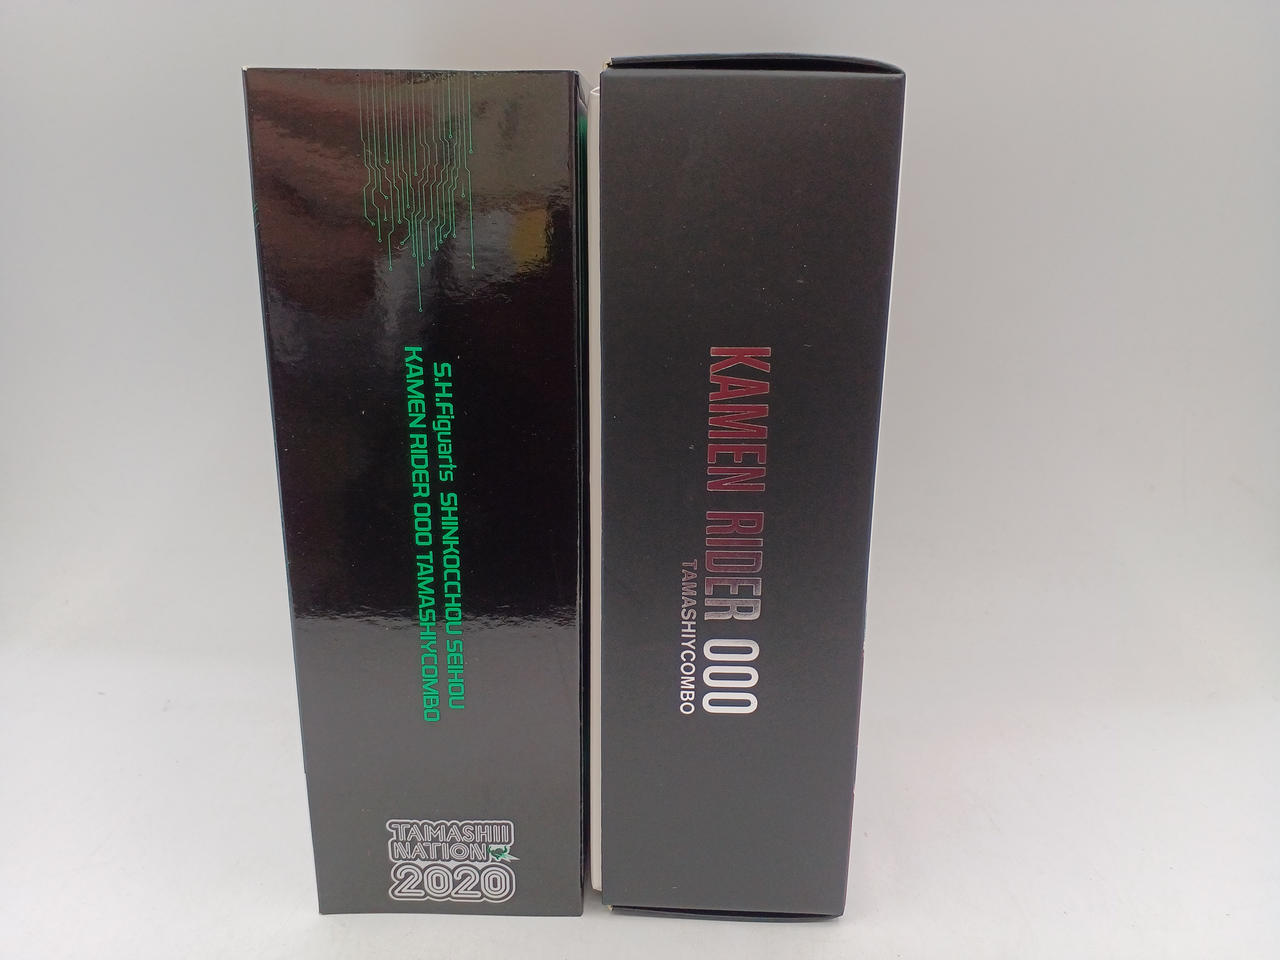 S.H.Figuarts SHINKOCCHOU SEIHOU
KAMEN RIDER OOO TAMASHIYCOMBO
TAMASHII
NATION
2020
KAMEN RIDER OOO
TAMASHIYCOMBO